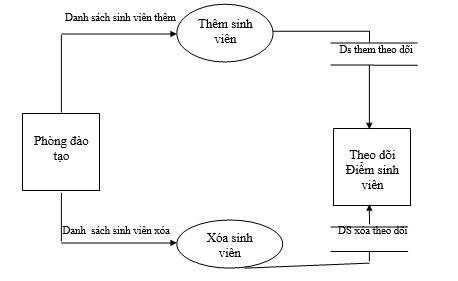 Danh sách sinh viên thêm
Thêm sinh
viên
Ds them theo dõi
Phòng đào
tạo
Theo dõi
Điểm sinh
viên
Danh sách sinh viên xóa
Xóa sinh
viên
DS xóa theo dõi